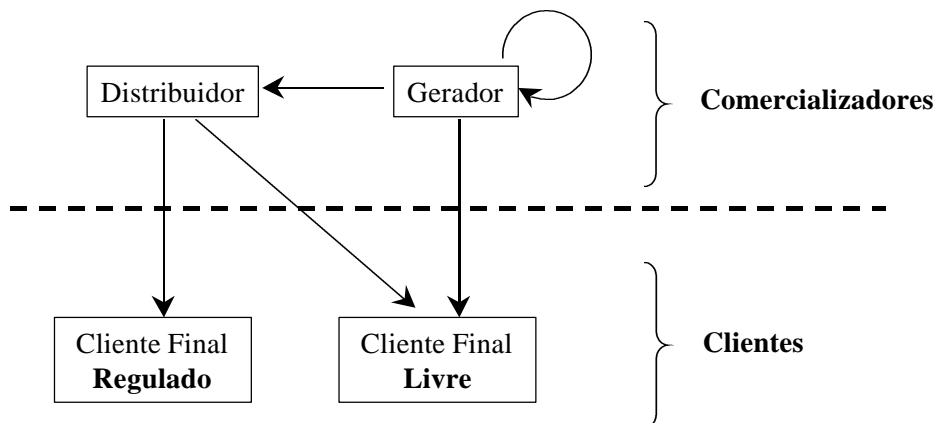 Distribuidor
Gerador
Comercializadores
Cliente Final
Regulado
Cliente Final
Livre
Clientes